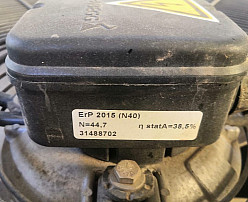 ErP 2015 (N40)
N=44,7 η statA=38,5%
31488702